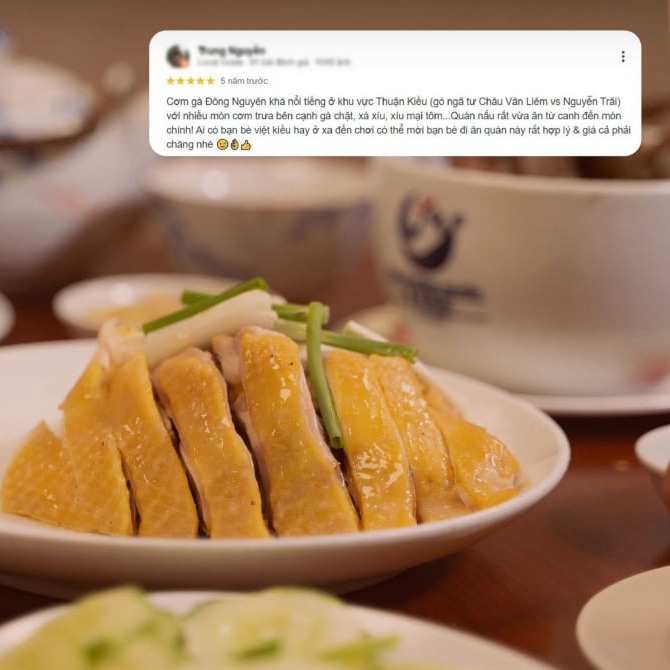 Trung Nguyên
5 năm trước
Cơm gà Đông Nguyên khá nổi tiếng ở khu vực Thuận Kiều (gó ngã tư Châu Văn Liêm vs Nguyễn Trãi)
với nhiều món cơm trưa bên cạnh gà chặt, xá xíu, xíu mại tôm...Quán nấu rất vừa ăn từ canh đến món
chính! Ai có bạn bè việt kiều hay ở xa đến chơi có thể mời bạn bè đi ăn quán này rất hợp lý & giá cả phải
chăng nhé 😉👌👍